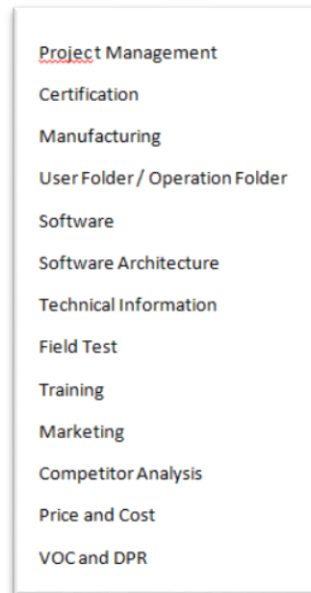 Project Management
Certification
Manufacturing
User Folder / Operation Folder
Software
Software Architecture
Technical Information
Field Test
Training
Marketing
Competitor Analysis
Price and Cost
VOC and DPR